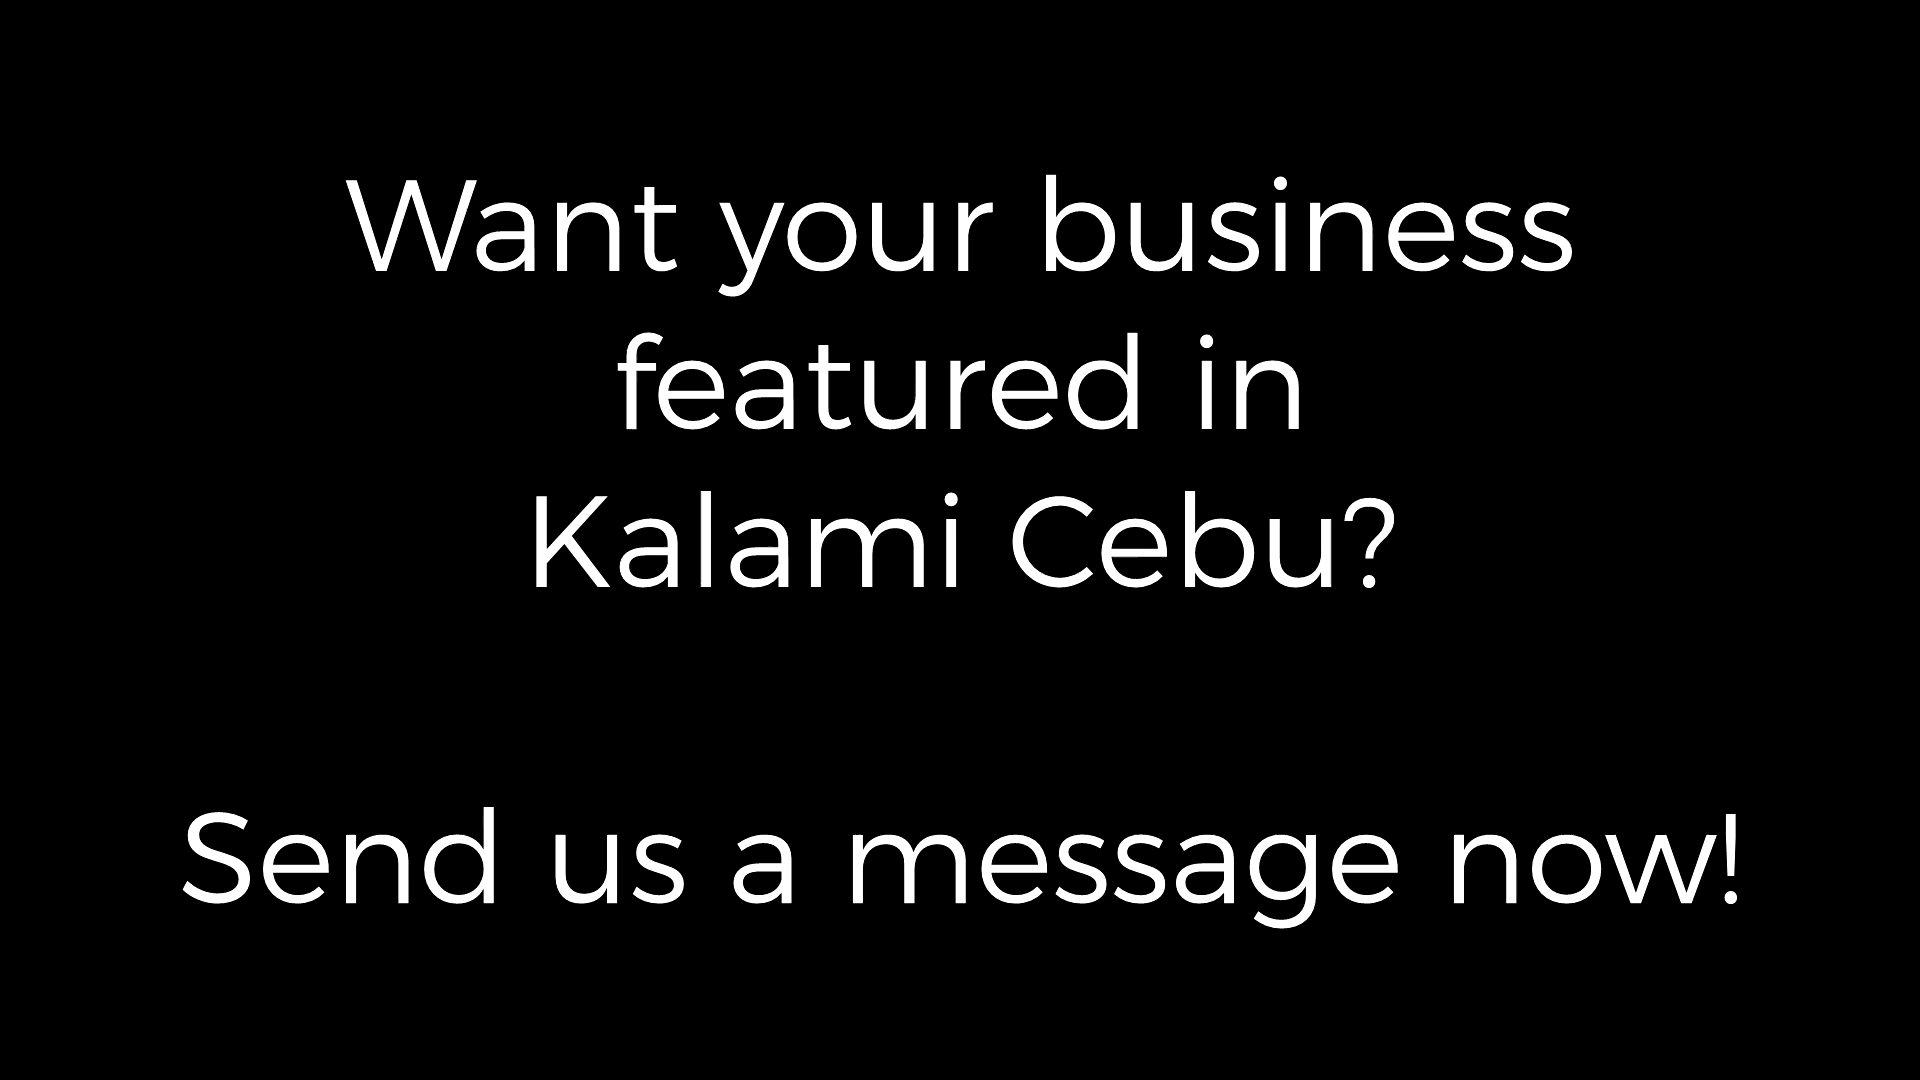 Want your business
featured in
Kalami Cebu?
Send us a message now!